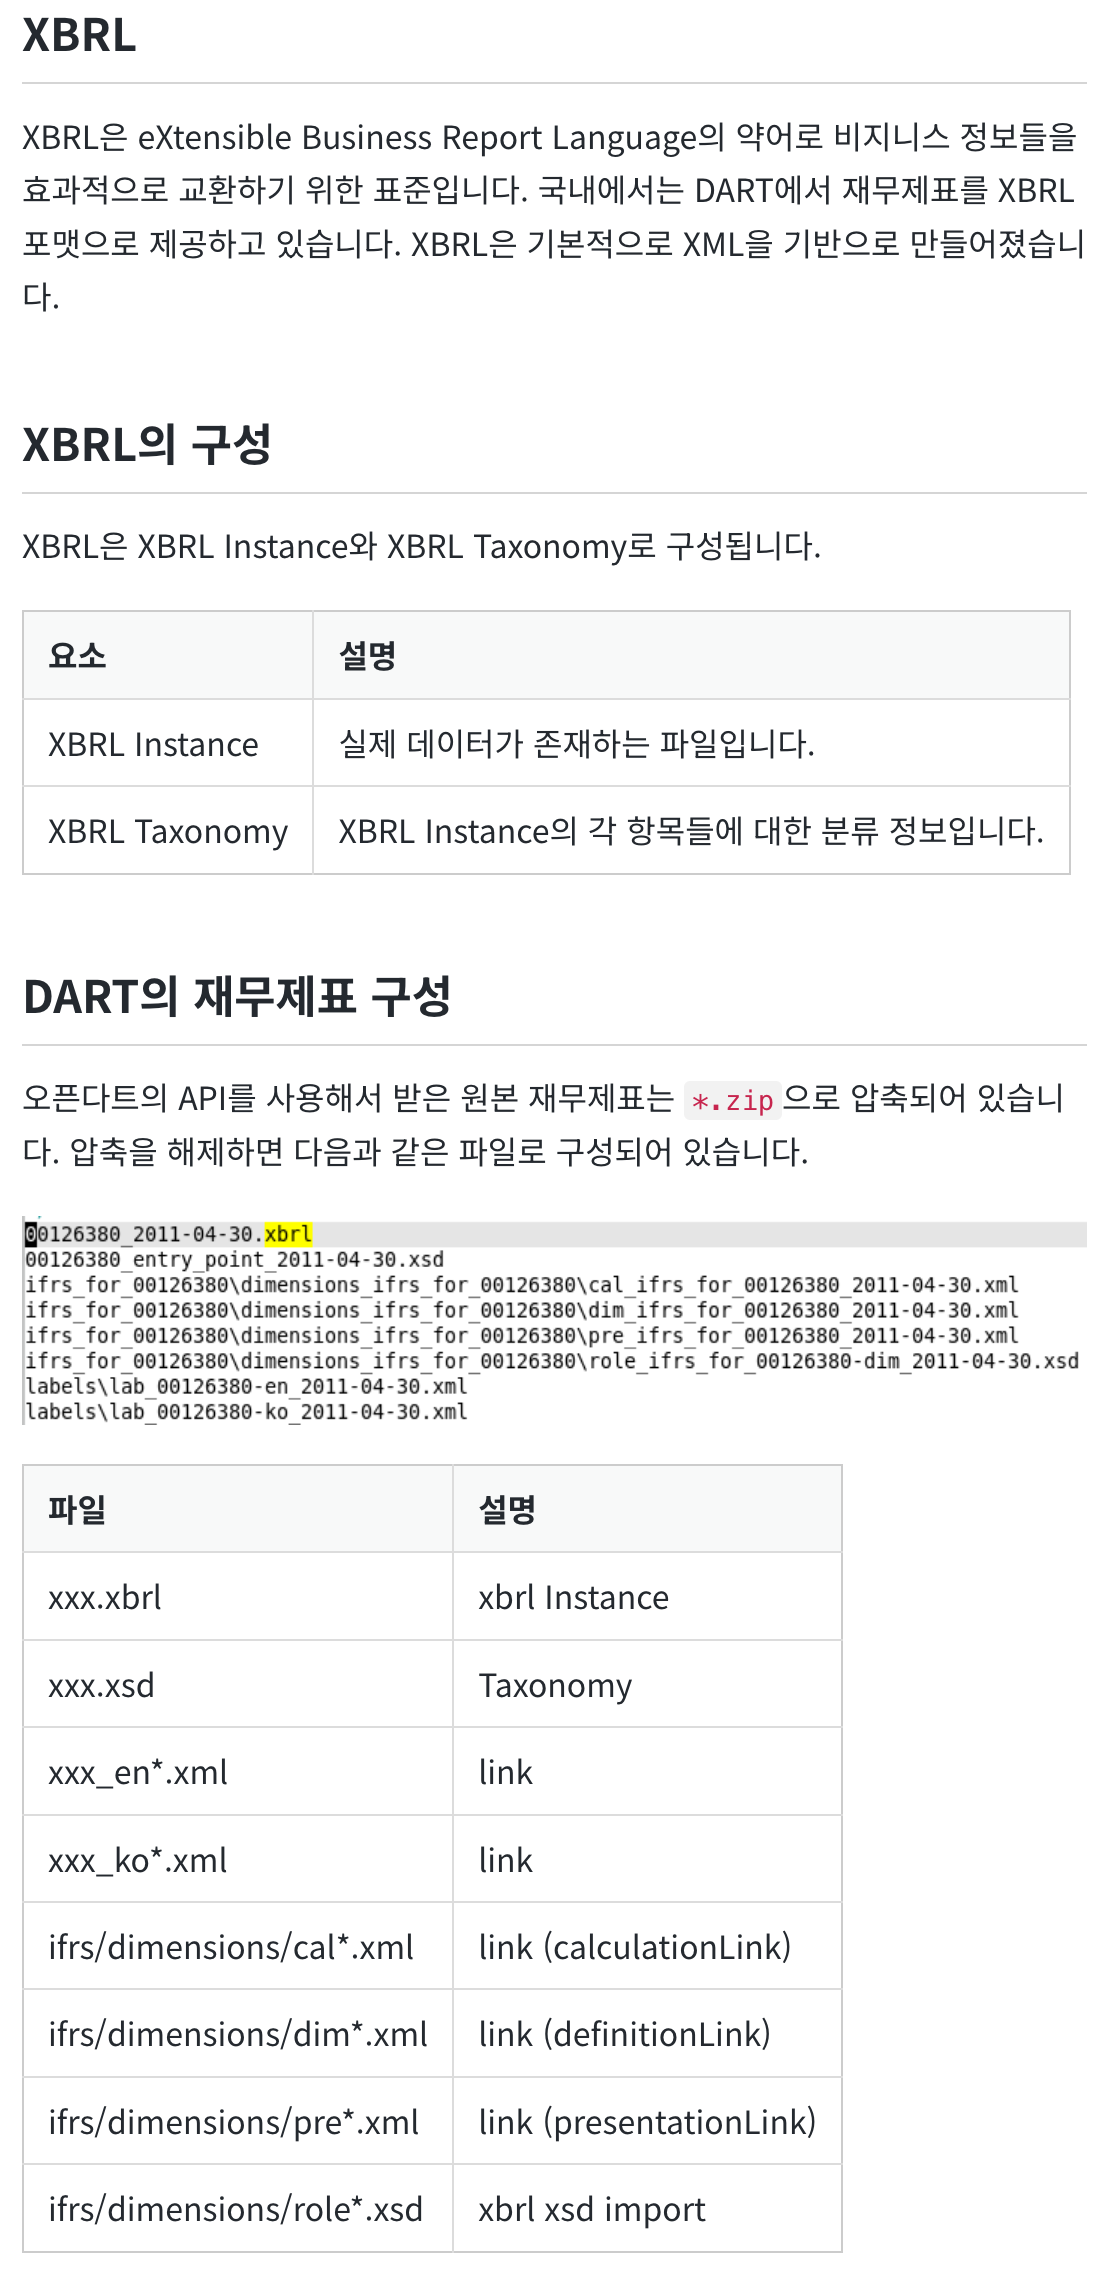 XBRL
XBRL은 eXtensible Business Report Language의 약어로 비지니스 정보들을
효과적으로 교환하기 위한 표준입니다. 국내에서는 DART에서 재무제표를 XBRL
포맷으로 제공하고 있습니다. XBRL은 기본적으로 XML을 기반으로 만들어졌습니
다.
XBRL의 구성
XBRL은 XBRL Instance와 XBRL Taxonomy로 구성됩니다.
요소 설명
XBRL Instance 실제 데이터가 존재하는 파일입니다.
XBRL Taxonomy XBRL Instance의 각 항목들에 대한 분류 정보입니다.
DART의 재무제표 구성
오픈다트의 API를 사용해서 받은 원본 재무제표는 *.zip으로 압축되어 있습니
다. 압축을 해제하면 다음과 같은 파일로 구성되어 있습니다.
00126380_2011-04-30.xbrl
00126380_entry_point_2011-04-30.xsd
ifrs_for_00126380\dimensions_ifrs_for_00126380\cal_ifrs_for_00126380_2011-04-30.xml
ifrs_for_00126380\dimensions_ifrs_for_00126380\dim_ifrs_for_00126380_2011-04-30.xml
ifrs_for_00126380\dimensions_ifrs_for_00126380\pre_ifrs_for_00126380_2011-04-30.xml
ifrs_for_00126380\dimensions_ifrs_for_00126380\role_ifrs_for_00126380-dim_2011-04-30.xsd
labels\lab_00126380-en_2011-04-30.xml
labels\lab_00126380-ko_2011-04-30.xml
파일 설명
xxx.xbrl xbrl Instance
xxx.xsd Taxonomy
xxx_en*.xml link
xxx_ko*.xml link
ifrs/dimensions/cal*.xml link (calculationLink)
ifrs/dimensions/dim*.xml link (definitionLink)
ifrs/dimensions/pre*.xml link (presentationLink)
ifrs/dimensions/role*.xsd xbrl xsd import